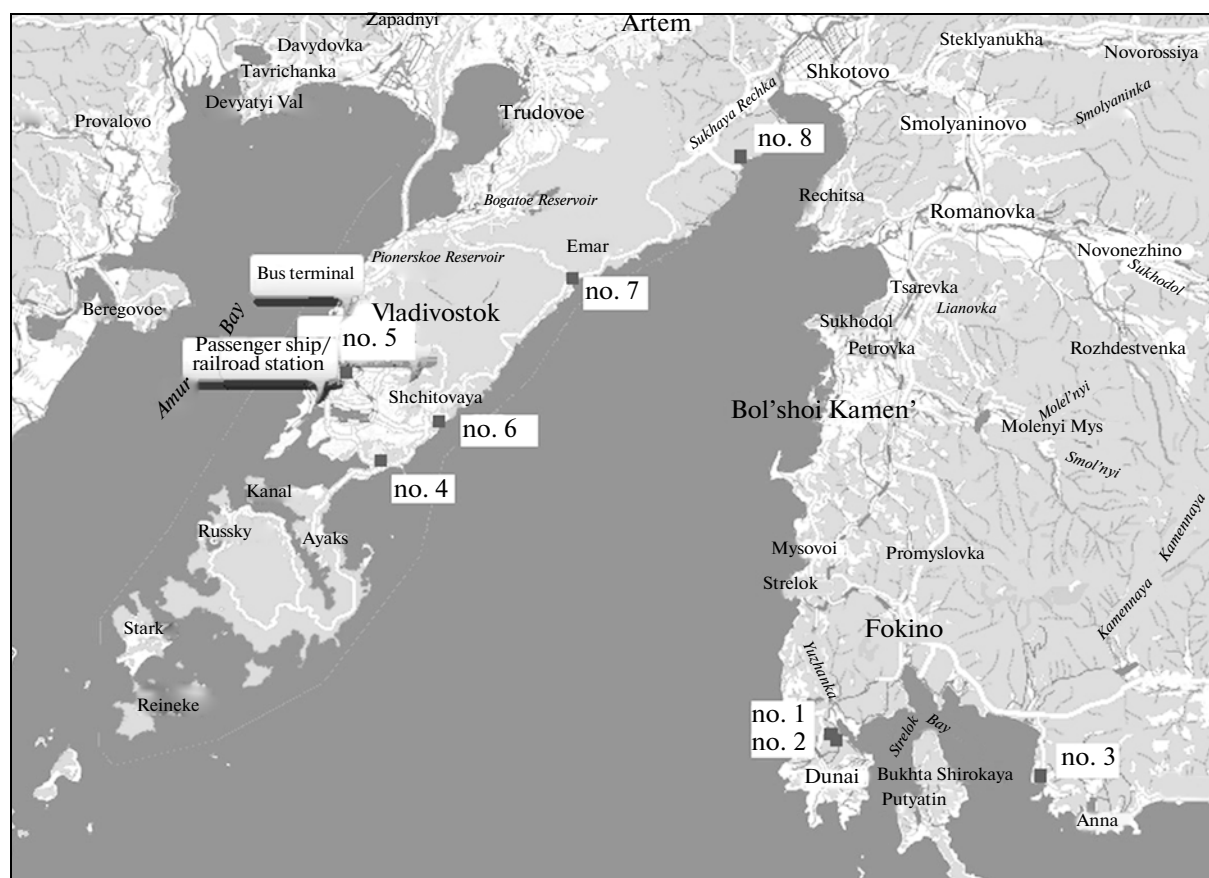 Zapadnyi
Artem
Davydovka
Steklyanukha
Novorossiya
Tavrichanka
Shkotovo
Devyatyi Val
Smolyaninka
Provalovo
Trudovoe
Sukhaya Rechka
Smolyaninovo
no. 8
Rechitsa
Bogatoe Reservoir
Romanovka
Emar
Novonezhino
Pionerskoe Reservoir
Sukhodol
Bus terminal
no. 7
Tsarevka
Beregovoe
Amur Bay
Vladivostok
Lianovka
Sukhodol
no. 5
Passenger ship/
railroad station
Petrovka
Rozhdestvenka
Shchitovaya
Bol'shoi Kamen'
Molel'nyi
Molenyi Mys
no. 6
Smol'nyi
no. 4
Kanal
Russky
Ayaks
Kamennaya
Mysovoi
Promyslovka
Strelok
Kamennaya
Stark
Fokino
Yuzhanka
Reineke
no. 1
no. 2
Strelok Bay
no. 3
Dunai
Bukhta Shirokaya
Putyatin
Anna